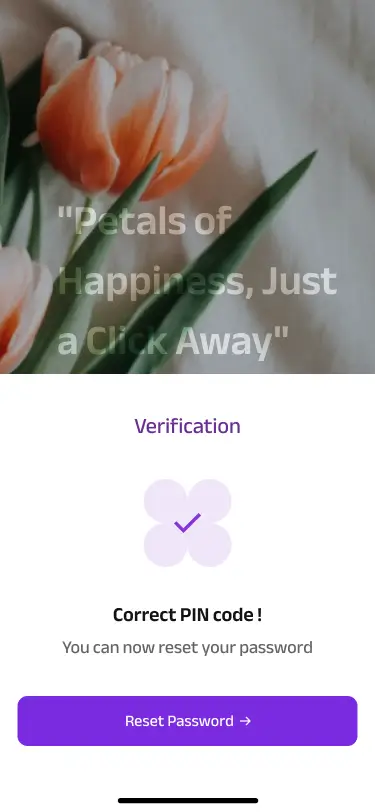 "Petals of
Happiness, Just
a Click Away"
Verification
Correct PIN code !
You can now reset your password
Reset Password →